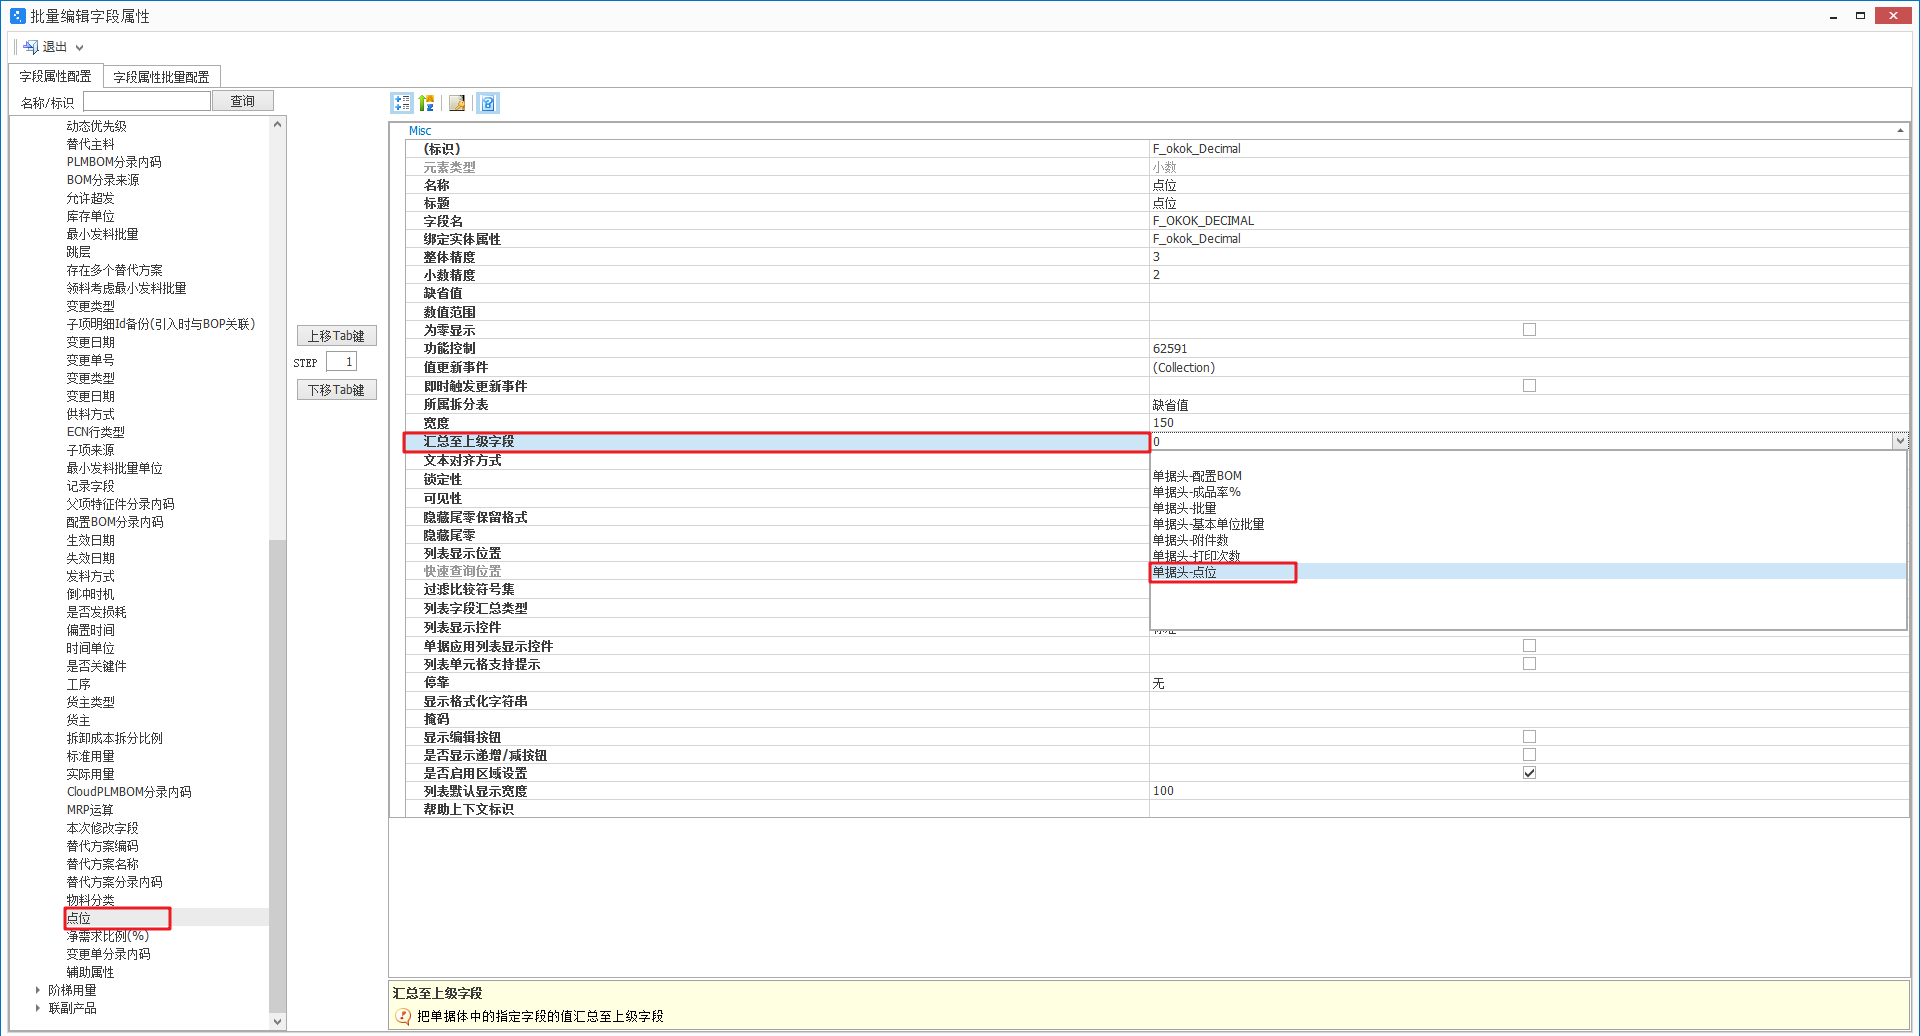 批量编辑字段属性
退出
字段属性配置
字段属性批量配置
名称/标识
查询
动态优先级
替代主料
PLMBOM分录内码
BOM分录来源
允许超发
库存单位
最小发料批量
跳层
存在多个替代方案
领料考虑最小发料批量
变更类型
子项明细Id备份(引入时与BOP关联)
变更日期
变更单号
变更类型
变更日期
供料方式
ECN行类型
子项来源
最小发料批量单位
记录字段
父项特征件分录内码
配置BOM分录内码
生效日期
失效日期
发料方式
倒冲时机
是否发损耗
偏置时间
时间单位
是否关键件
工序
货主类型
货主
拆卸成本拆分比例
标准用量
实际用量
CloudPLMBOM分录内码
MRP运算
本次修改字段
替代方案编码
替代方案名称
替代方案分录内码
物料分类
点位
净需求比例(%)
变更单分录内码
辅助属性
阶梯用量
联副产品
上移Tab键
STEP 1
下移Tab键
Misc
(标识) F_okok_Decimal
元素类型 小数
名称 点位
标题 点位
字段名 F_OKOK_DECIMAL
绑定实体属性 F_okok_Decimal
整体精度 3
小数精度 2
缺省值
数值范围
为零显示
功能控制 62591
值更新事件 (Collection)
即时触发更新事件
所属拆分表 缺省值
宽度 150
汇总至上级字段 0
文本对齐方式
锁定性
可见性
隐藏尾零保留格式
隐藏尾零
列表显示位置
快速查询位置
过滤比较符号集
列表字段汇总类型
列表显示控件
单据应用列表显示控件
列表单元格支持提示
停靠 无
显示格式化字符串
掩码
显示编辑按钮
是否显示递增/减按钮
是否启用区域设置
列表默认显示宽度 100
帮助上下文标识
单据头-配置BOM
单据头-成品率%
单据头-批量
单据头-基本单位批量
单据头-附件数
单据头-打印次数
单据头-点位
汇总至上级字段
把单据体中的指定字段的值汇总至上级字段